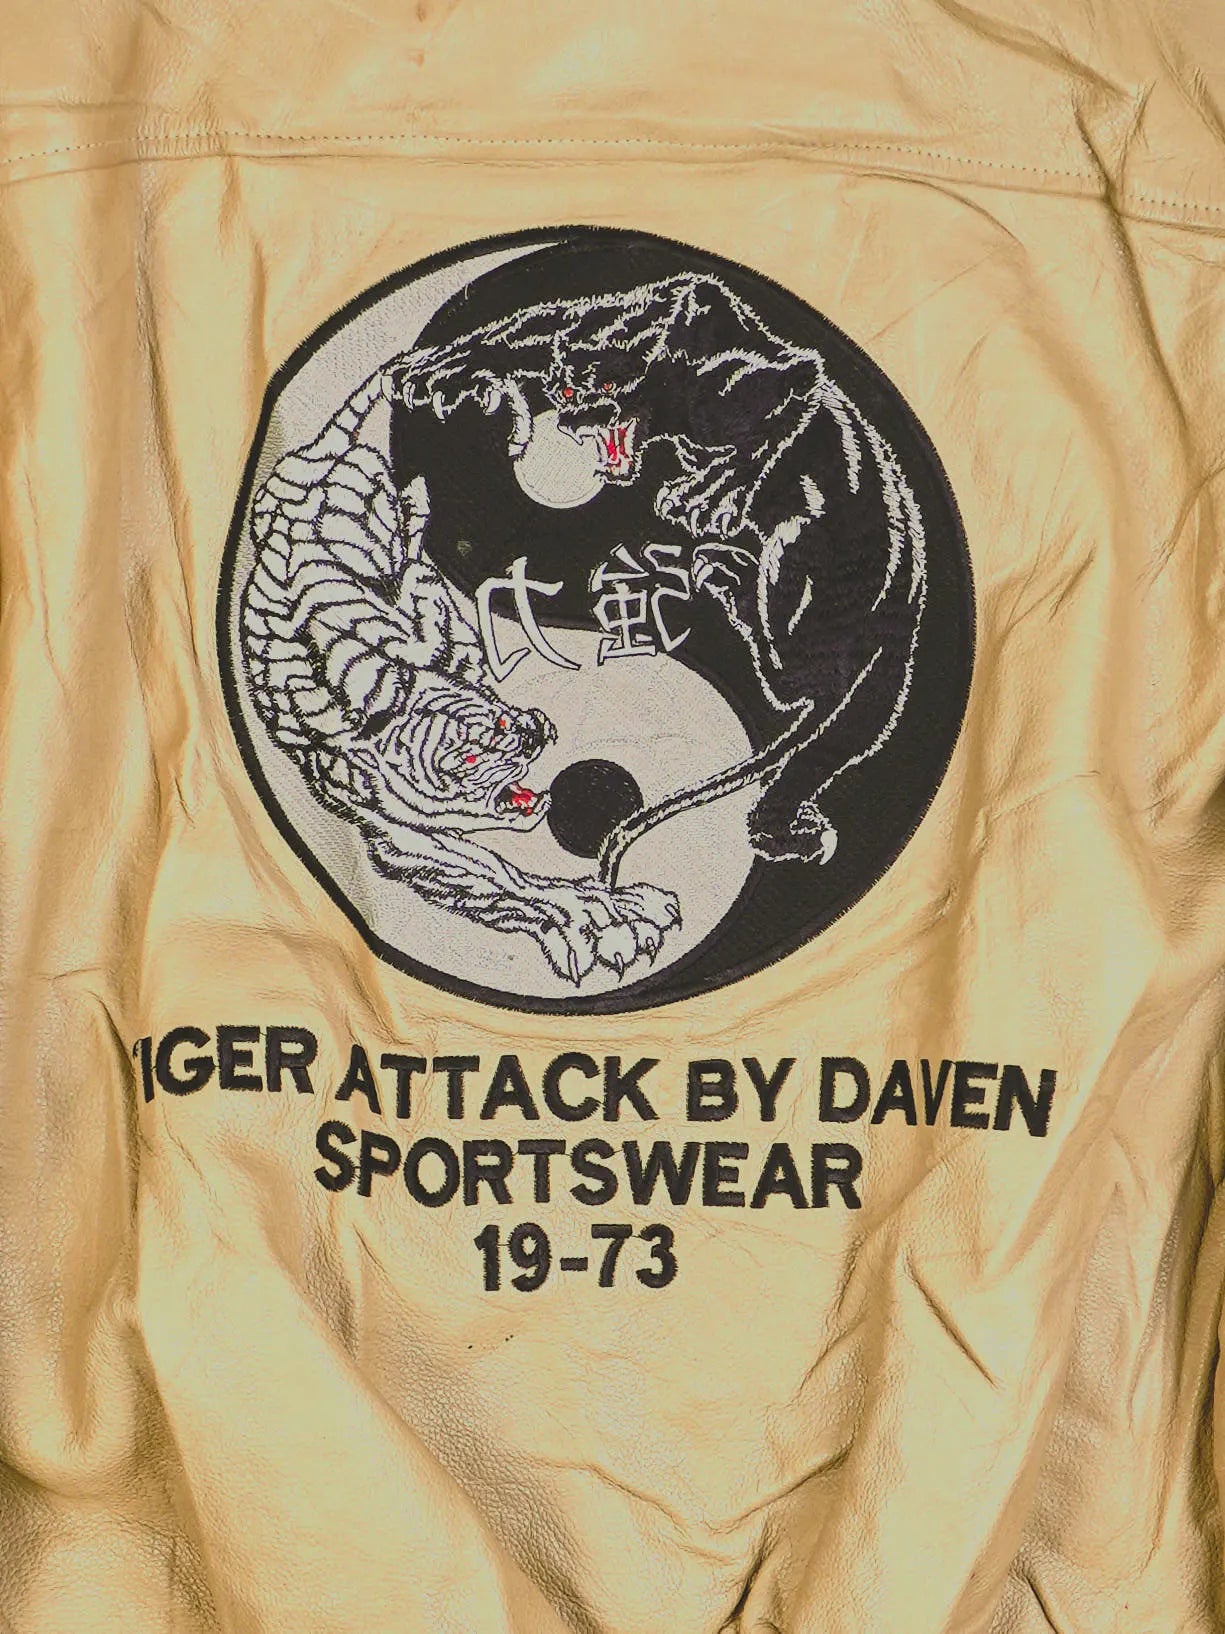 強力
TIGER ATTACK BY DAVEN
SPORTSWEAR
19-73